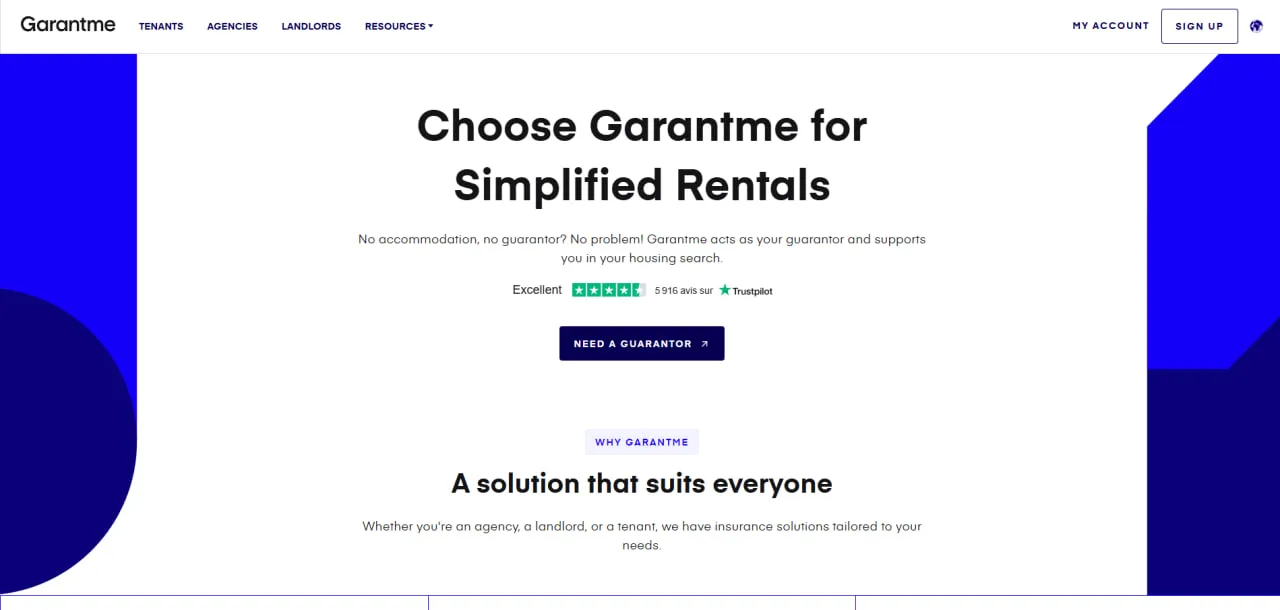 Garantme TENANTS AGENCIES LANDLORDS RESOURCES MY ACCOUNT SIGN UP
Choose Garantme for
Simplified Rentals
No accommodation, no guarantor? No problem! Garantme acts as your guarantor and supports
you in your housing search.
Excellent 5 916 avis sur Trustpilot
NEED A GUARANTOR
WHY GARANTME
A solution that suits everyone
Whether you're an agency, a landlord, or a tenant, we have insurance solutions tailored to your
needs.